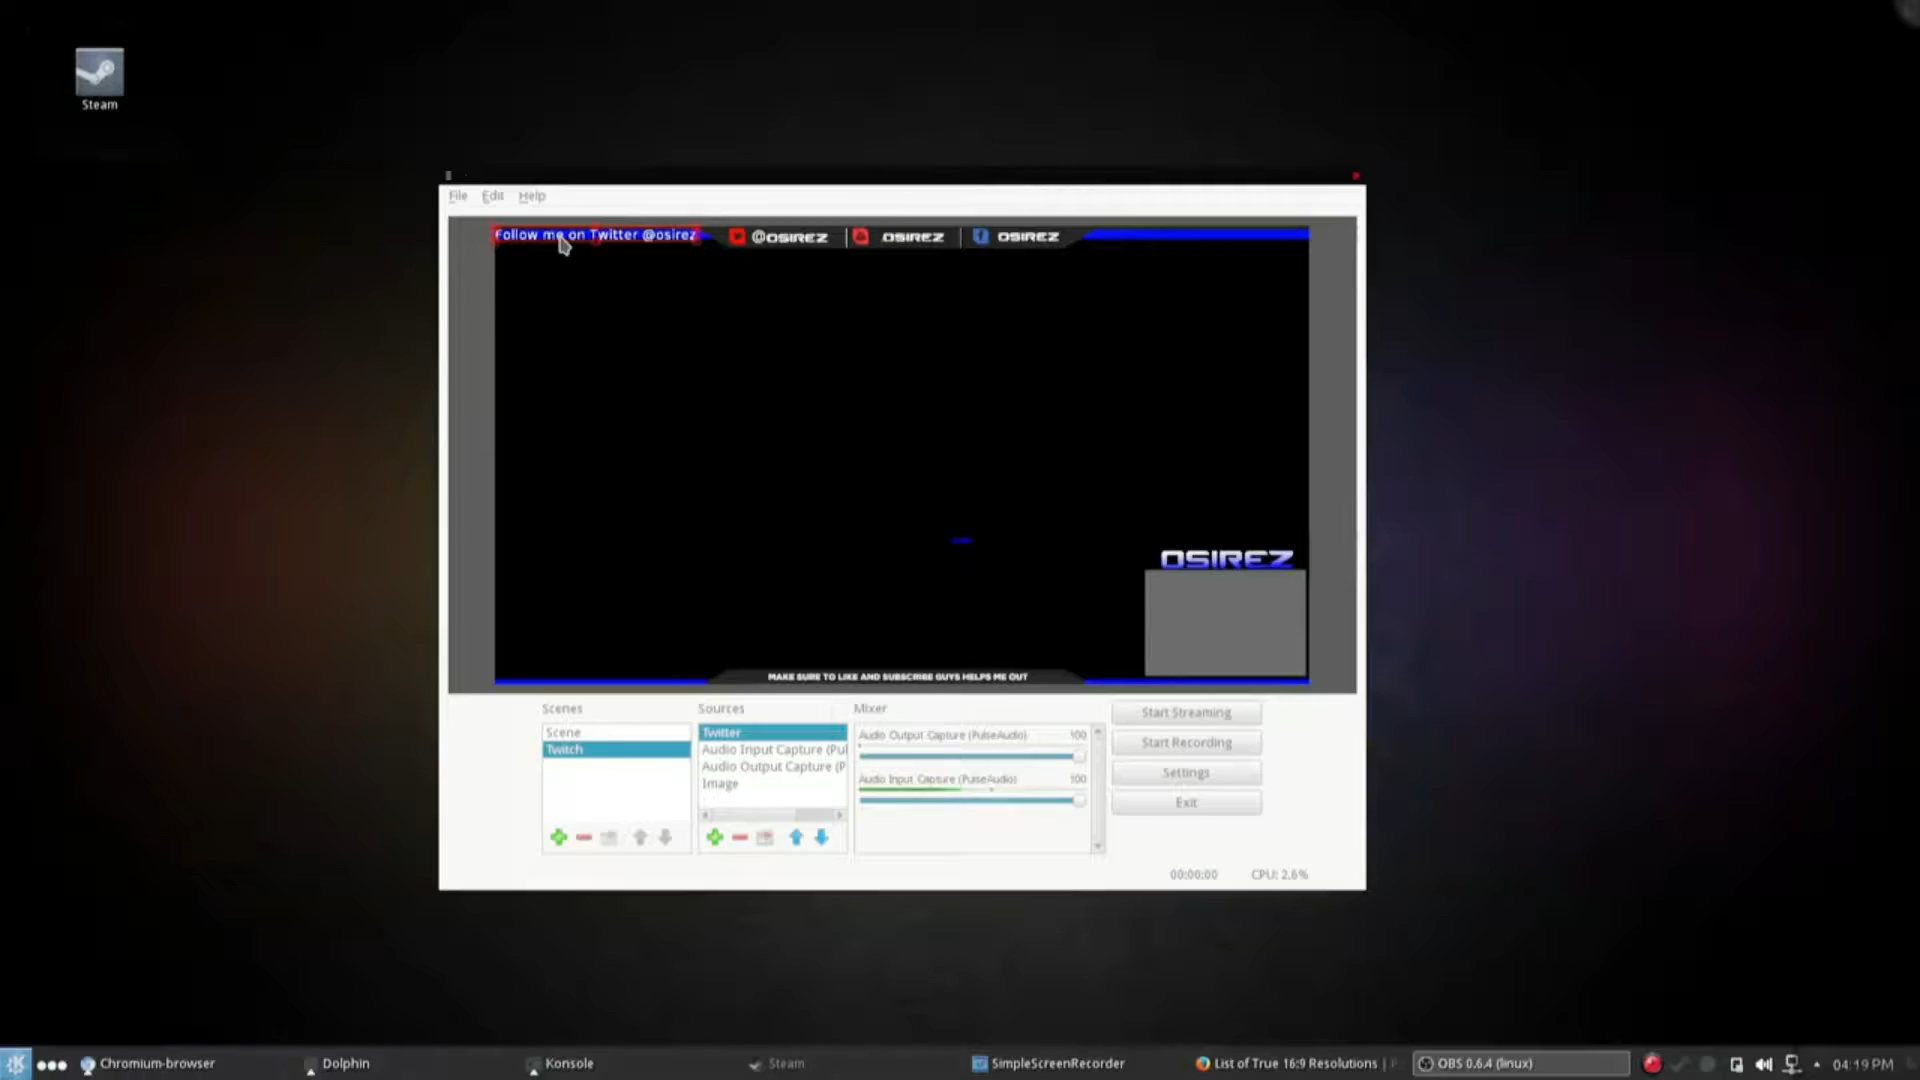 Steam
File Edit Help
Follow me on Twitter @osirez
@OSIREZ OSIREZ OSIREZ
OSIREZ
MAKE SURE TO LIKE AND SUBSCRIBE GUYS HELPS ME OUT
Scenes
Scene
Twitch
Sources
Twitter
Audio Input Capture (Pul
Audio Output Capture (P
Image
Mixer
Audio Output Capture (PulseAudio) 100
Audio Input Capture (PulseAudio) 100
Start Streaming
Start Recording
Settings
Exit
00:00:00 CPU: 2.6%
Chromium-browser Dolphin Konsole Steam SimpleScreenRecorder List of True 16:9 Resolutions | OBS 0.6.4 (linux) 04:19 PM